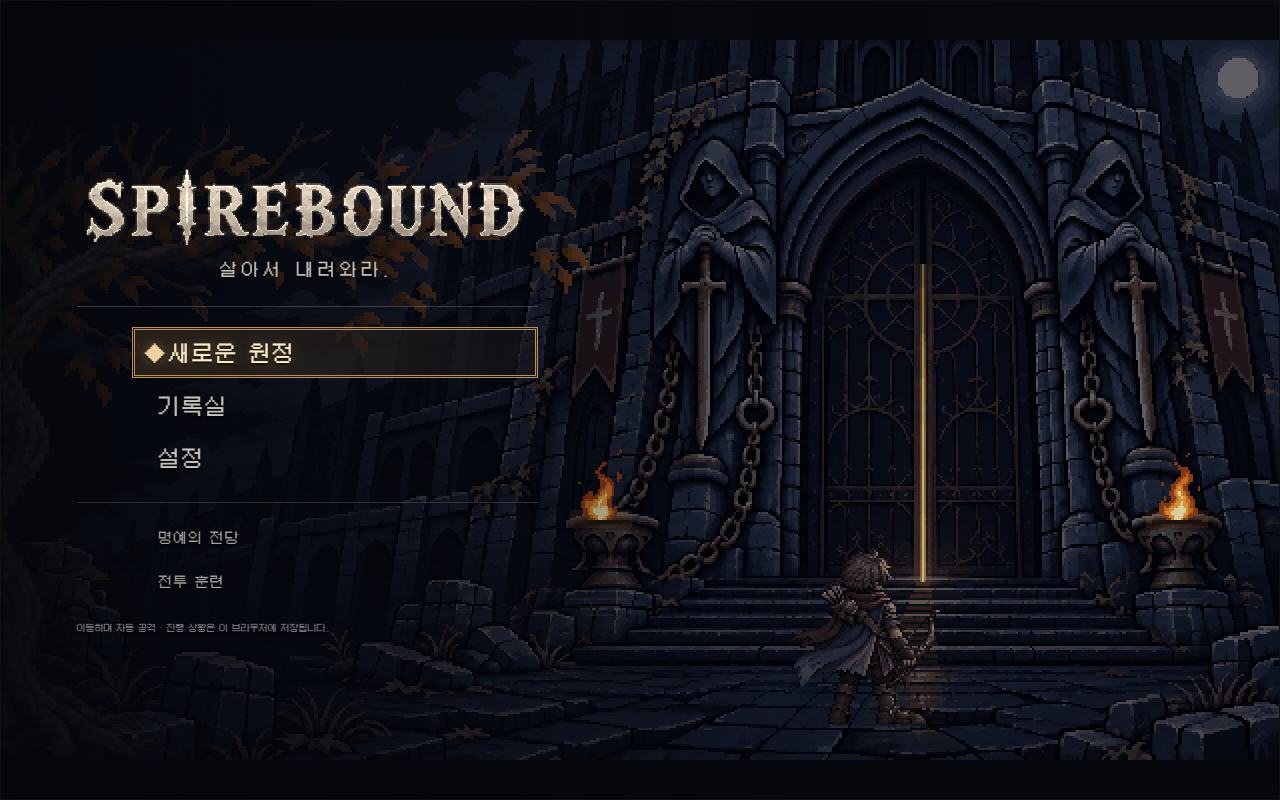 SPIREBOUND
살아서 내려와라.
새로운 원정
기록실
설정
명예의 전당
전투 훈련
이동하며 자동 공격 · 진행 상황은 이 브라우저에 저장됩니다.